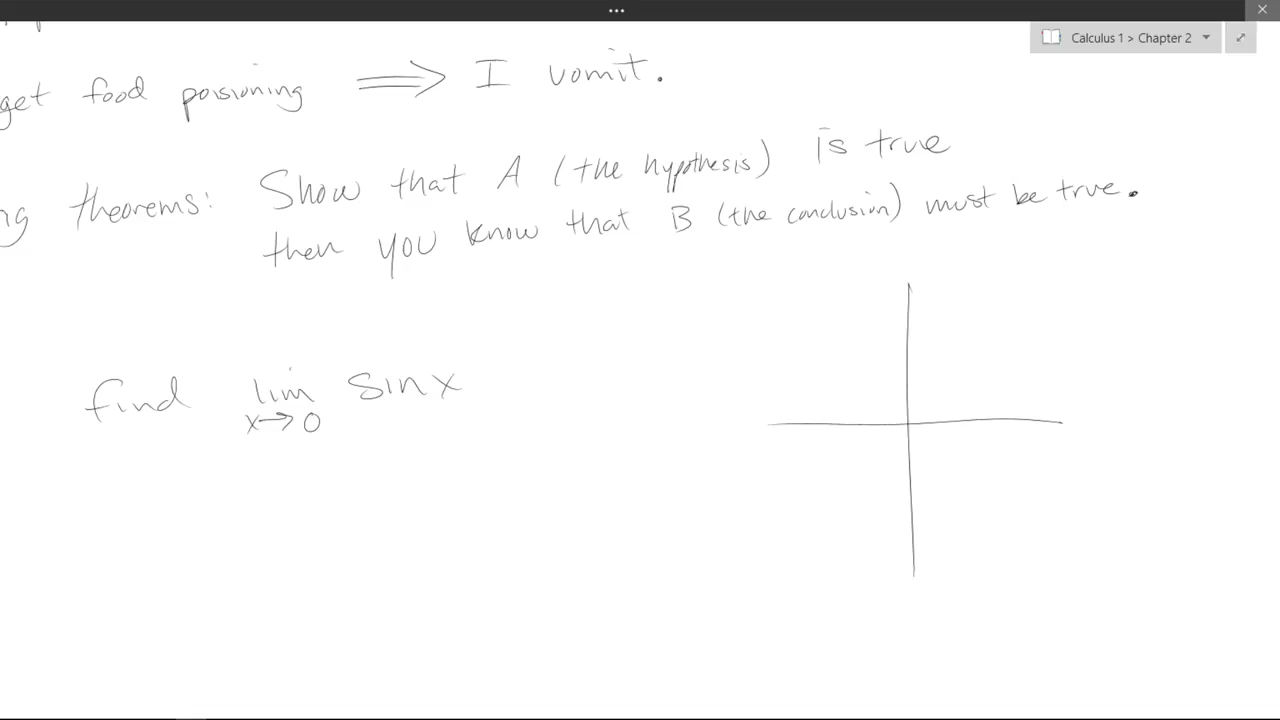 Calculus 1 > Chapter 2
get food poisioning ⟹ I vomit.
theorems: Show that A (the hypothesis) is true
then you know that B (the conclusion) must be true.
find lim sin x
x→0